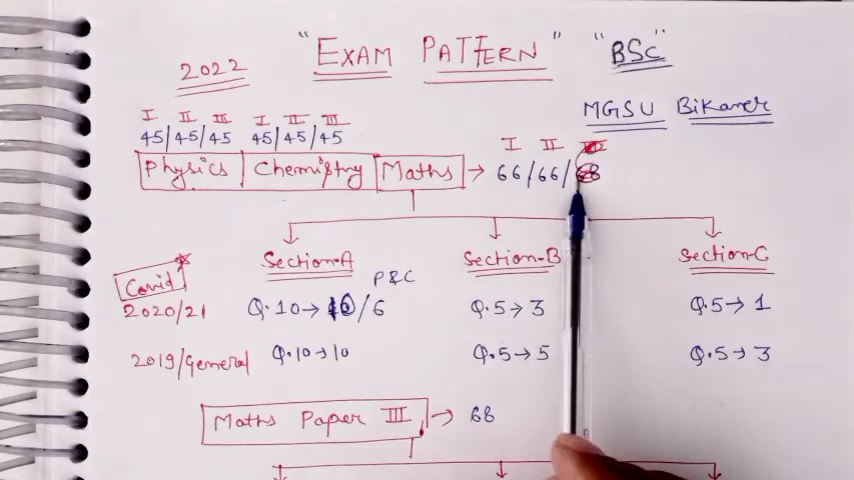 "EXAM PATTERN" "BSc"
2022
MGSU Bikaner
I II III I II III
45/45/45 45/45/45
I II
Physics Chemistry Maths → 66/66/
Section-A Section-B Section-C
Covid
P&C
2020/21 Q.10→10/6 Q.5→3 Q.5→1
2019/General Q.10→10 Q.5→5 Q.5→3
Maths Paper III → 68